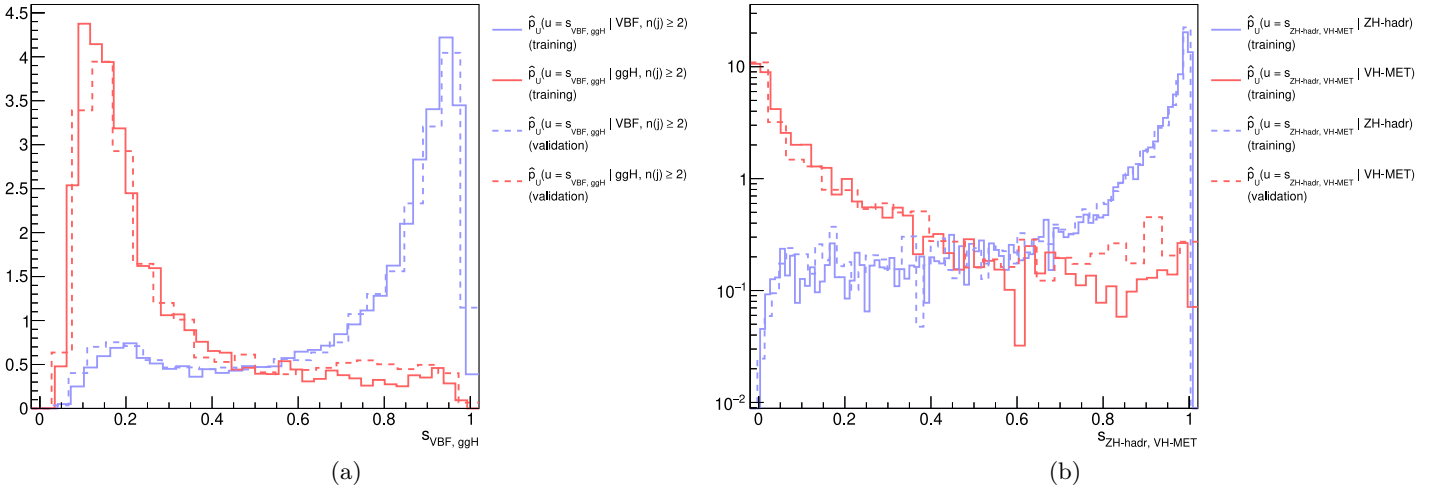 4.5
4
3.5
3
2.5
2
1.5
1
0.5
0
0 0.2 0.4 0.6 0.8 1
s_VBF, ggH
p̂_U(u = s_VBF, ggH | VBF, n(j) ≥ 2)
(training)
p̂_U(u = s_VBF, ggH | ggH, n(j) ≥ 2)
(training)
p̂_U(u = s_VBF, ggH | VBF, n(j) ≥ 2)
(validation)
p̂_U(u = s_VBF, ggH | ggH, n(j) ≥ 2)
(validation)
(a)
10
1
10⁻¹
10⁻²
0 0.2 0.4 0.6 0.8 1
s_ZH-hadr, VH-MET
p̂_U(u = s_ZH-hadr, VH-MET | ZH-hadr)
(training)
p̂_U(u = s_ZH-hadr, VH-MET | VH-MET)
(training)
p̂_U(u = s_ZH-hadr, VH-MET | ZH-hadr)
(training)
p̂_U(u = s_ZH-hadr, VH-MET | VH-MET)
(validation)
(b)